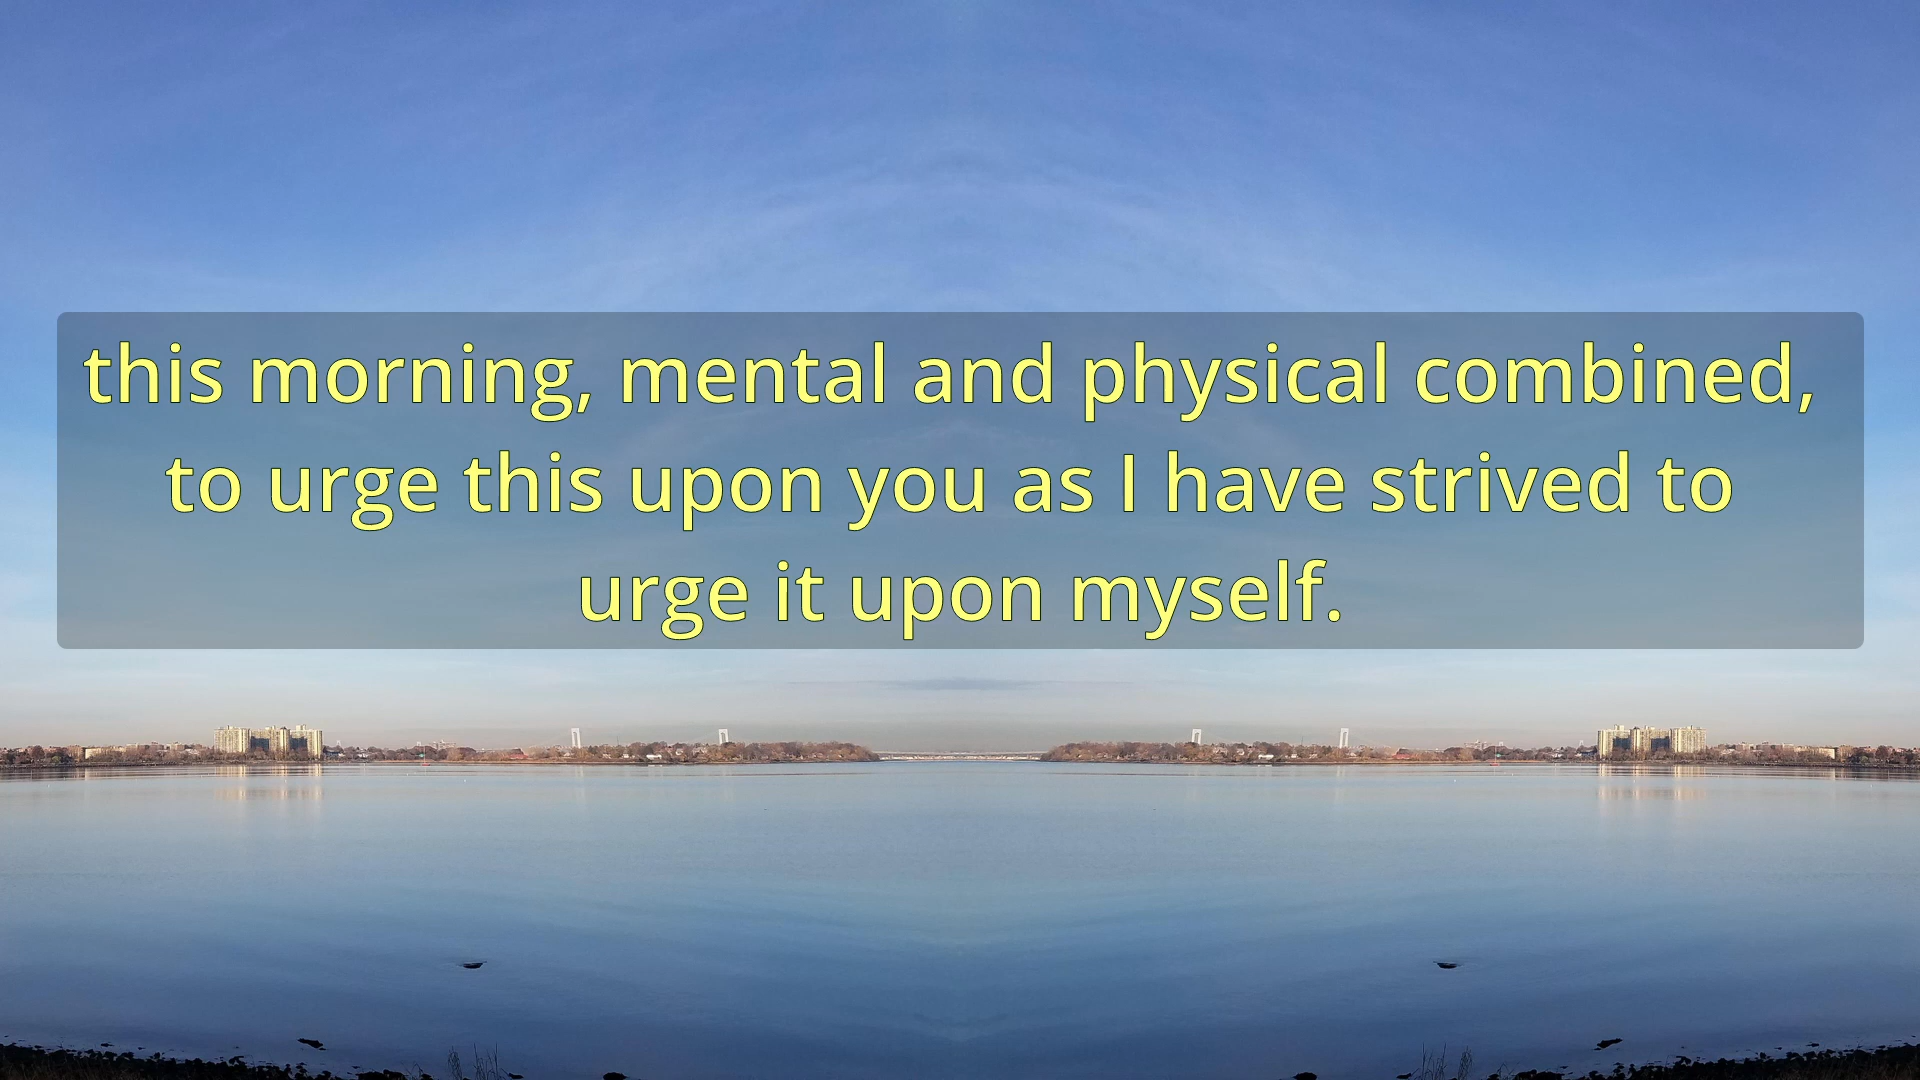 this morning, mental and physical combined,
to urge this upon you as I have strived to
urge it upon myself.